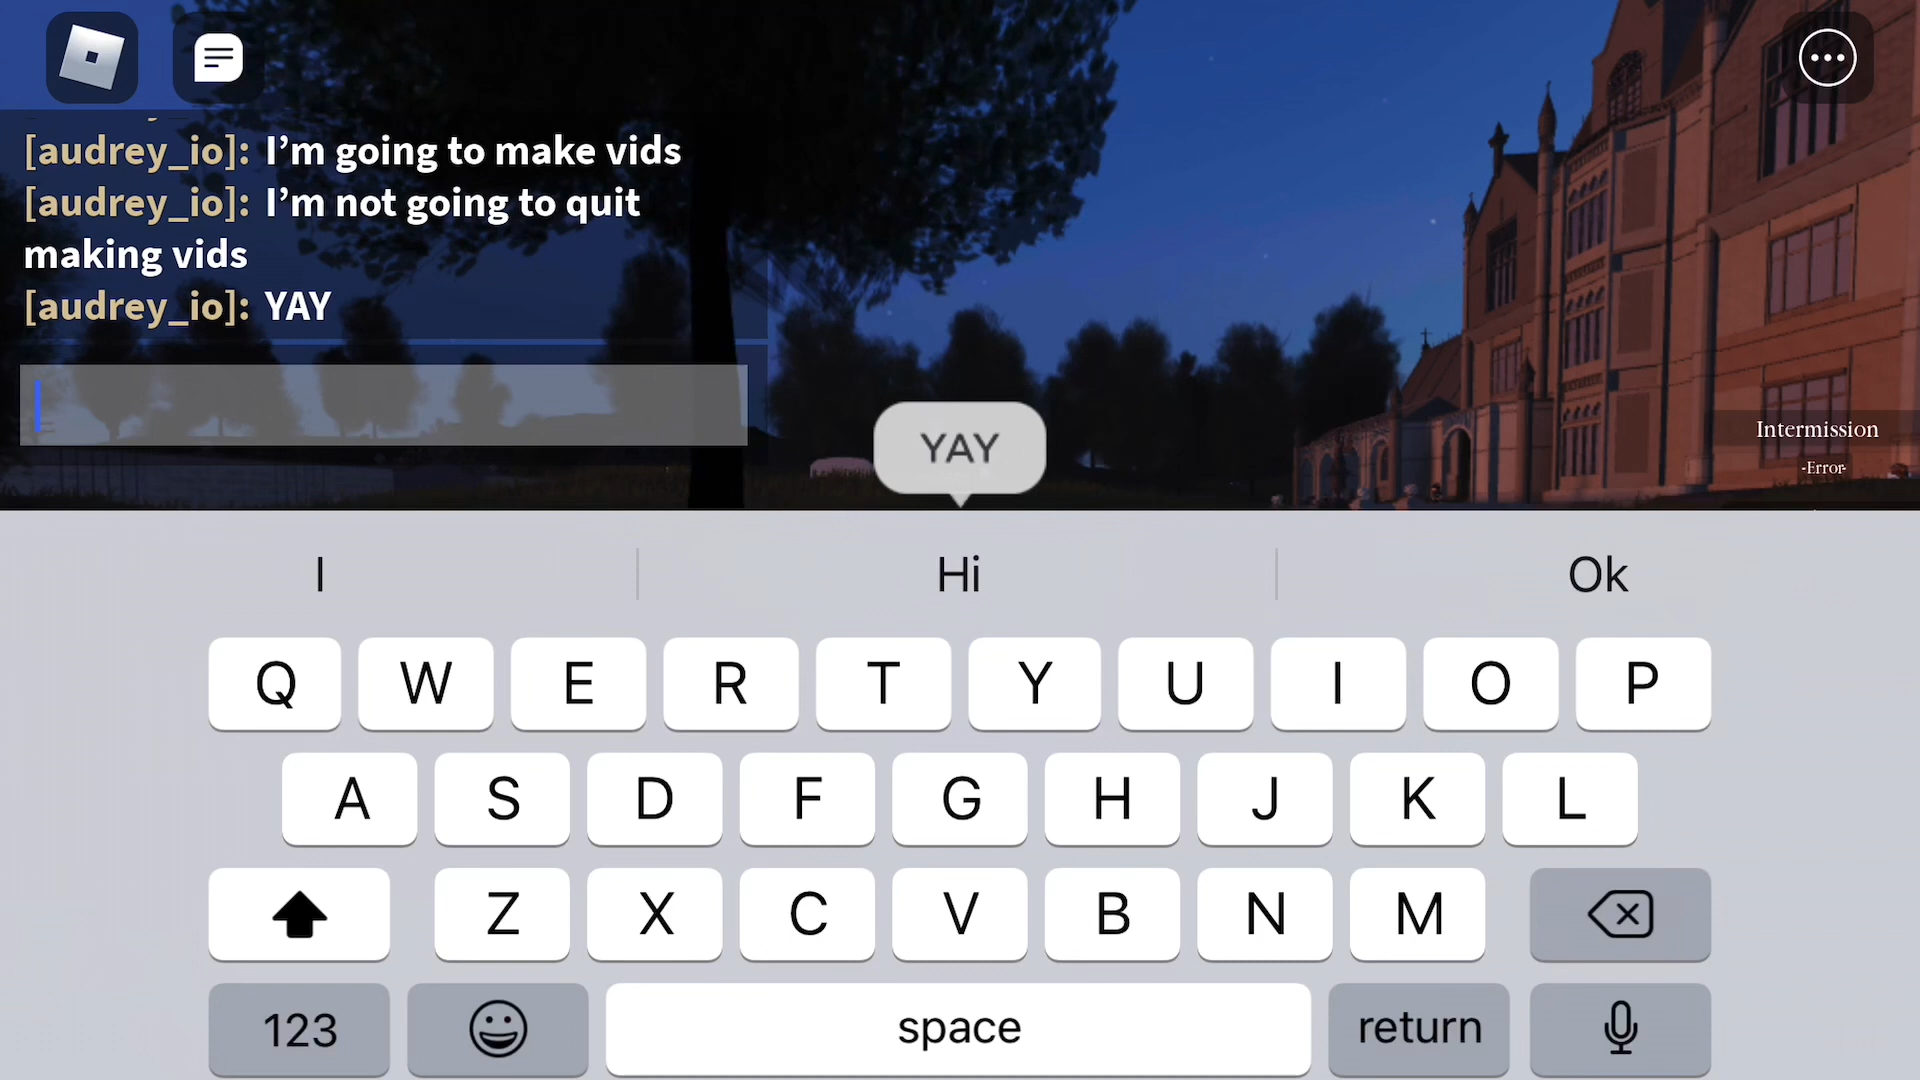 [audrey_io]: I’m going to make vids
[audrey_io]: I’m not going to quit
making vids
[audrey_io]: YAY
YAY
Intermission
-Error-
I Hi Ok
Q W E R T Y U I O P
A S D F G H J K L
Z X C V B N M
123 space return